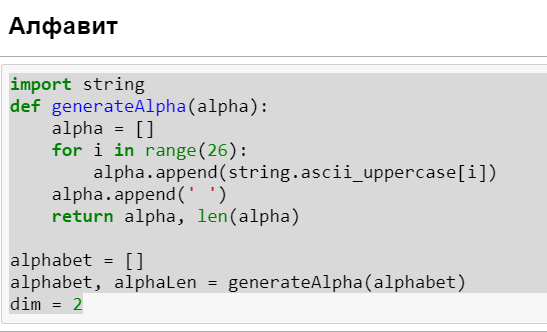 Алфавит
import string
def generateAlpha(alpha):
    alpha = []
    for i in range(26):
        alpha.append(string.ascii_uppercase[i])
    alpha.append(' ')
    return alpha, len(alpha)

alphabet = []
alphabet, alphaLen = generateAlpha(alphabet)
dim = 2